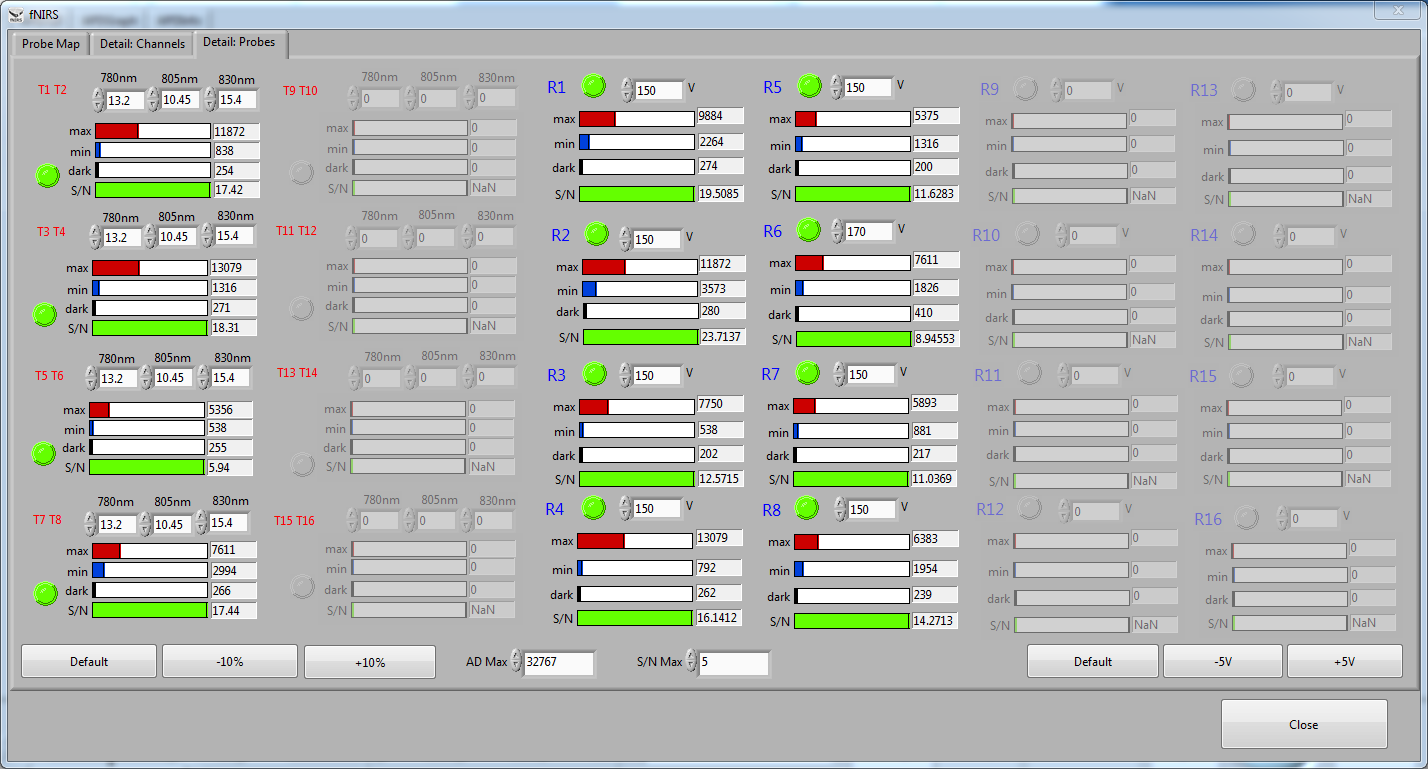 fNIRS
Probe Map Detail: Channels Detail: Probes
T1 T2 780nm 805nm 830nm
13.2 10.45 15.4
max 11872
min 838
dark 254
S/N 17.42
T3 T4 780nm 805nm 830nm
13.2 10.45 15.4
max 13079
min 1316
dark 271
S/N 18.31
T5 T6 780nm 805nm 830nm
13.2 10.45 15.4
max 5356
min 538
dark 255
S/N 5.94
T7 T8 780nm 805nm 830nm
13.2 10.45 15.4
max 7611
min 2994
dark 266
S/N 17.44
T9 T10 780nm 805nm 830nm
0 0 0
max 0
min 0
dark 0
S/N NaN
T11 T12 780nm 805nm 830nm
0 0 0
max 0
min 0
dark 0
S/N NaN
T13 T14 780nm 805nm 830nm
0 0 0
max 0
min 0
dark 0
S/N NaN
T15 T16 780nm 805nm 830nm
0 0 0
max 0
min 0
dark 0
S/N NaN
R1 150 V
max 9884
min 2264
dark 274
S/N 19.5085
R2 150 V
max 11872
min 3573
dark 280
S/N 23.7137
R3 150 V
max 7750
min 538
dark 202
S/N 12.5715
R4 150 V
max 13079
min 792
dark 262
S/N 16.1412
R5 150 V
max 5375
min 1316
dark 200
S/N 11.6283
R6 170 V
max 7611
min 1826
dark 410
S/N 8.94553
R7 150 V
max 5893
min 881
dark 217
S/N 11.0369
R8 150 V
max 6383
min 1954
dark 239
S/N 14.2713
R9 0 V
max 0
min 0
dark 0
S/N NaN
R10 0 V
max 0
min 0
dark 0
S/N NaN
R11 0 V
max 0
min 0
dark 0
S/N NaN
R12 0 V
max 0
min 0
dark 0
S/N NaN
R13 0 V
max 0
min 0
dark 0
S/N NaN
R14 0 V
max 0
min 0
dark 0
S/N NaN
R15 0 V
max 0
min 0
dark 0
S/N NaN
R16 0 V
max 0
min 0
dark 0
S/N NaN
Default -10% +10% AD Max 32767 S/N Max 5 Default -5V +5V
Close